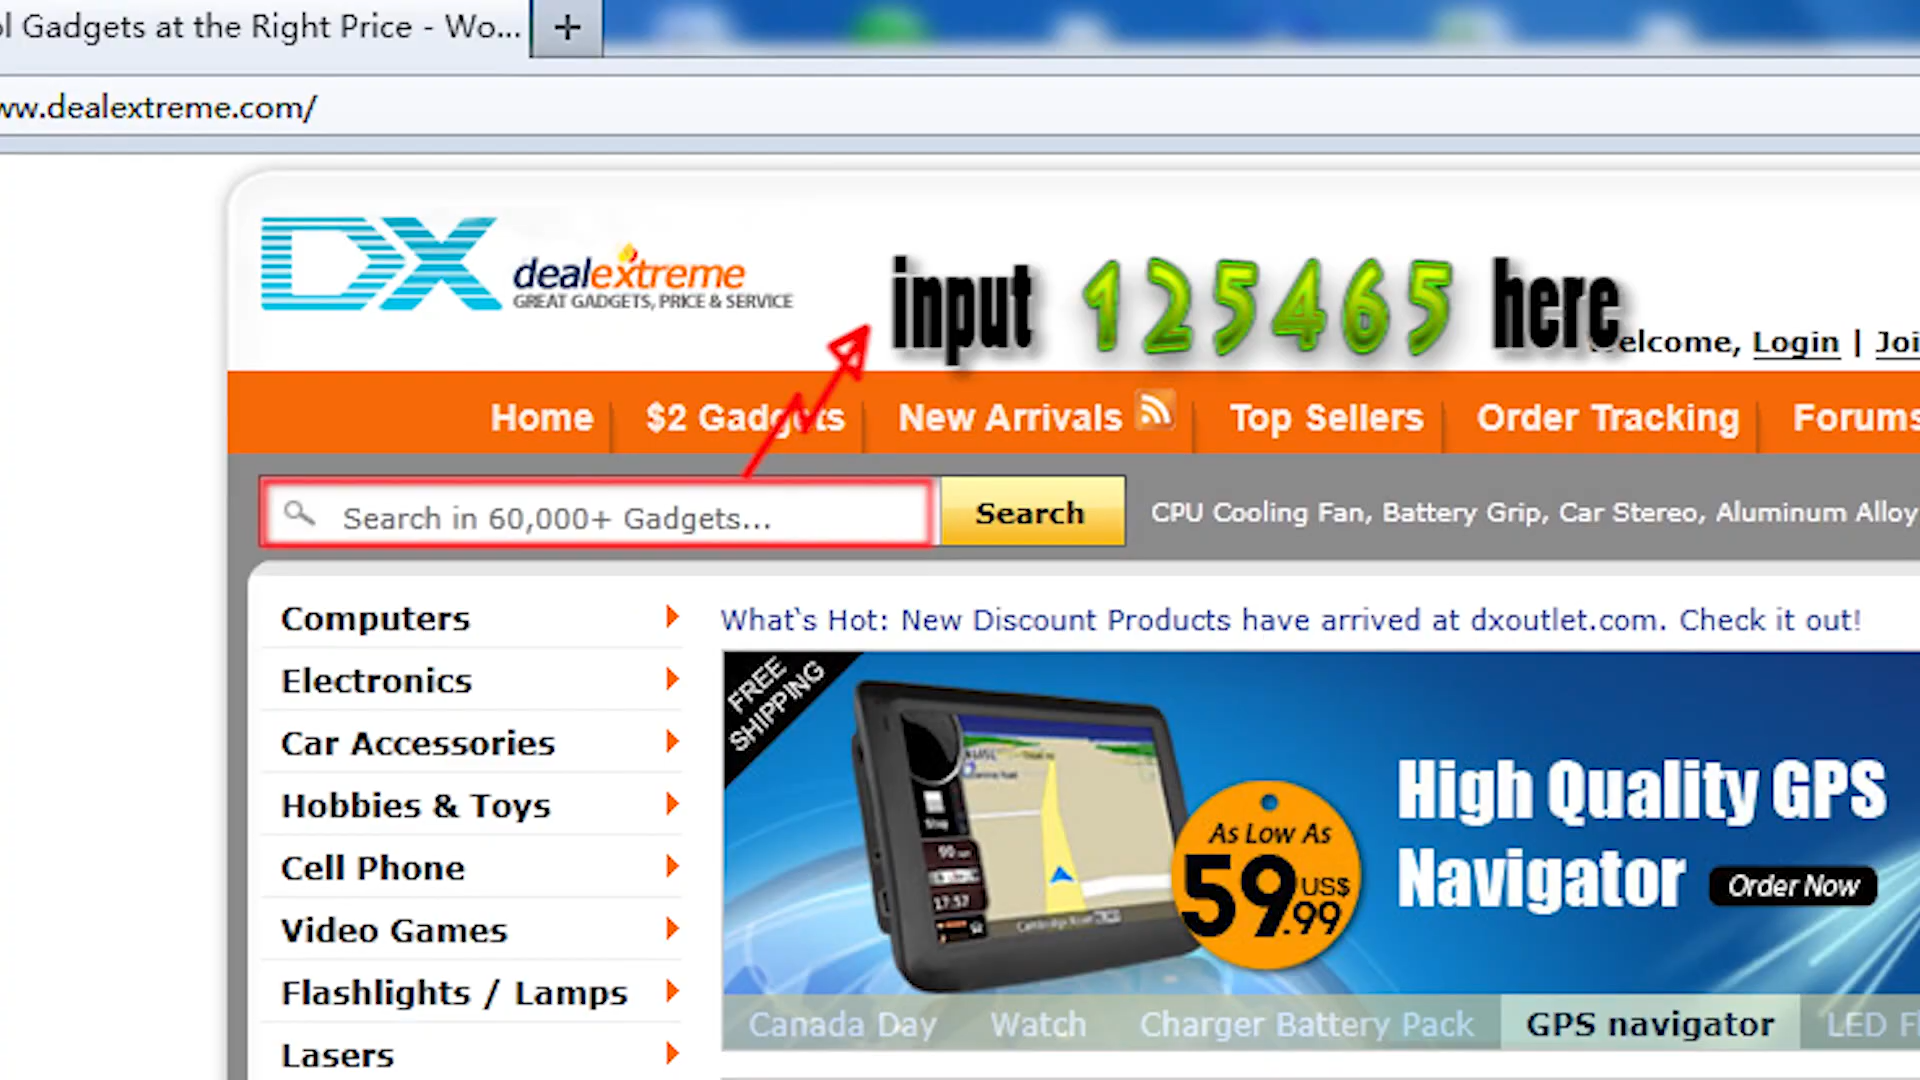 ol Gadgets at the Right Price - Wo...
ww.dealextreme.com/
DX dealextreme
GREAT GADGETS, PRICE & SERVICE
input 125465 here
elcome, Login | Joi
Home
$2 Gadgets
New Arrivals
Top Sellers
Order Tracking
Forums
Search in 60,000+ Gadgets...
Search
CPU Cooling Fan, Battery Grip, Car Stereo, Aluminum Alloy
Computers
Electronics
Car Accessories
Hobbies & Toys
Cell Phone
Video Games
Flashlights / Lamps
Lasers
What's Hot: New Discount Products have arrived at dxoutlet.com. Check it out!
FREE
SHIPPING
As Low As
59.99 US$
High Quality GPS
Navigator
Order Now
17:57
Canada Day
Watch
Charger Battery Pack
GPS navigator
LED F